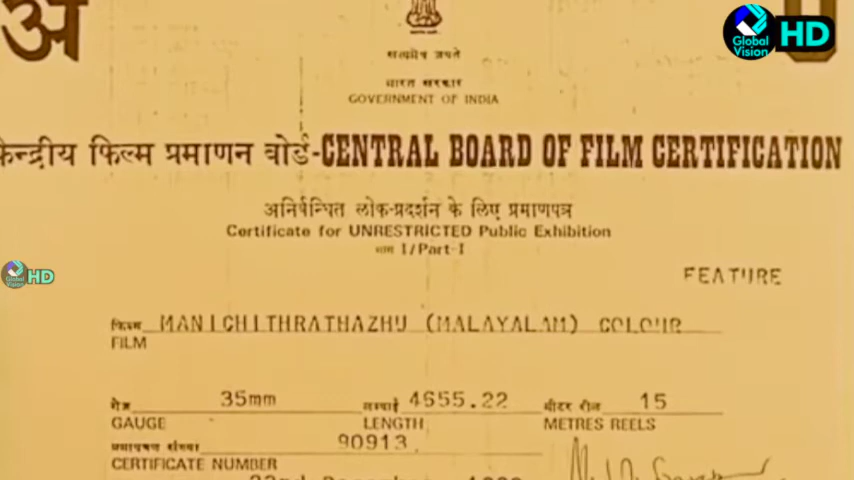 अ
U
Global
Vision
HD
सत्यमेव जयते
भारत सरकार
GOVERNMENT OF INDIA
केन्द्रीय फिल्म प्रमाणन बोर्ड-CENTRAL BOARD OF FILM CERTIFICATION
अनिर्बन्धित लोक-प्रदर्शन के लिए प्रमाणपत्र
Certificate for UNRESTRICTED Public Exhibition
भाग I/Part-I
FEATURE
Global
Vision
HD
फिल्म MANICHITHRATHAZHU (MALAYALAM) COLOUR
FILM
गेज 35mm लम्बाई 4655.22 मीटर रील 15
GAUGE LENGTH METRES REELS
प्रमाणपत्र संख्या 90913
CERTIFICATE NUMBER